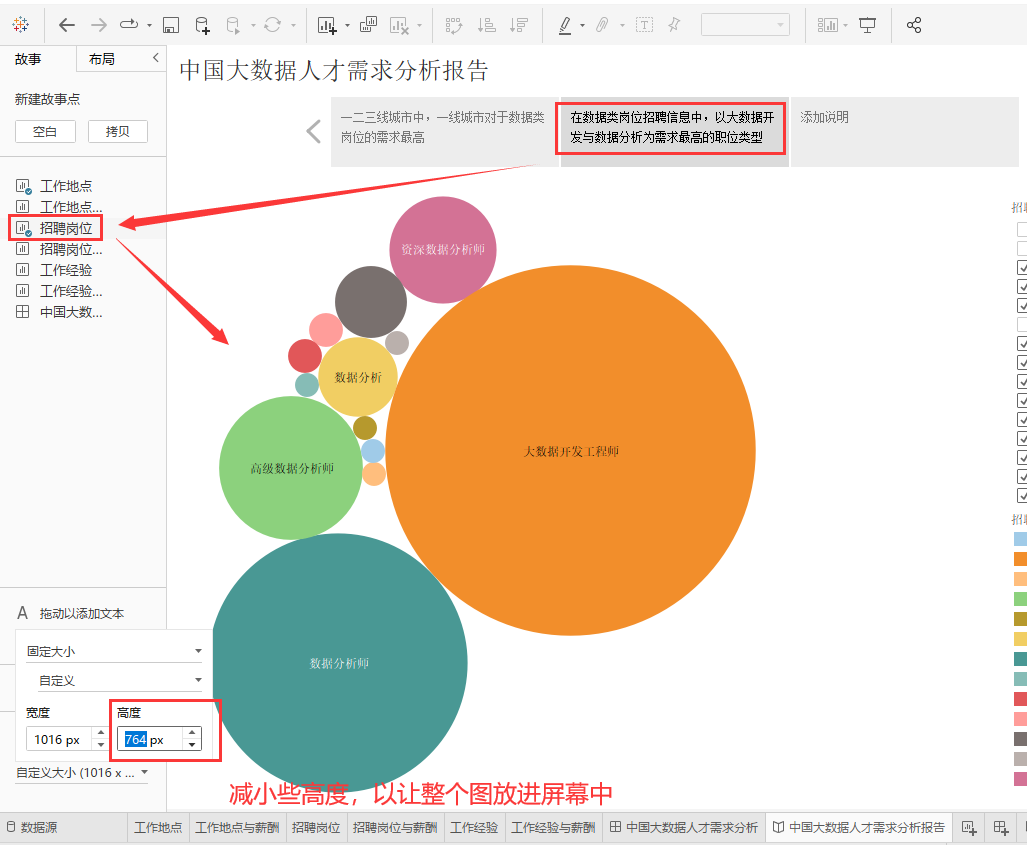 故事
布局
中国大数据人才需求分析报告
新建故事点
空白
拷贝
一二三线城市中，一线城市对于数据类
岗位的需求最高
在数据类岗位招聘信息中，以大数据开
发与数据分析为需求最高的职位类型
添加说明
工作地点
工作地点...
招聘岗位
招聘岗位...
工作经验
工作经验...
中国大数...
资深数据分析师
数据分析
大数据开发工程师
高级数据分析师
数据分析师
A 拖动以添加文本
固定大小
自定义
宽度
高度
1016 px
764 px
自定义大小 (1016 x ...
减小些高度，以让整个图放进屏幕中
数据源
工作地点
工作地点与薪酬
招聘岗位
招聘岗位与薪酬
工作经验
工作经验与薪酬
中国大数据人才需求分析
中国大数据人才需求分析报告